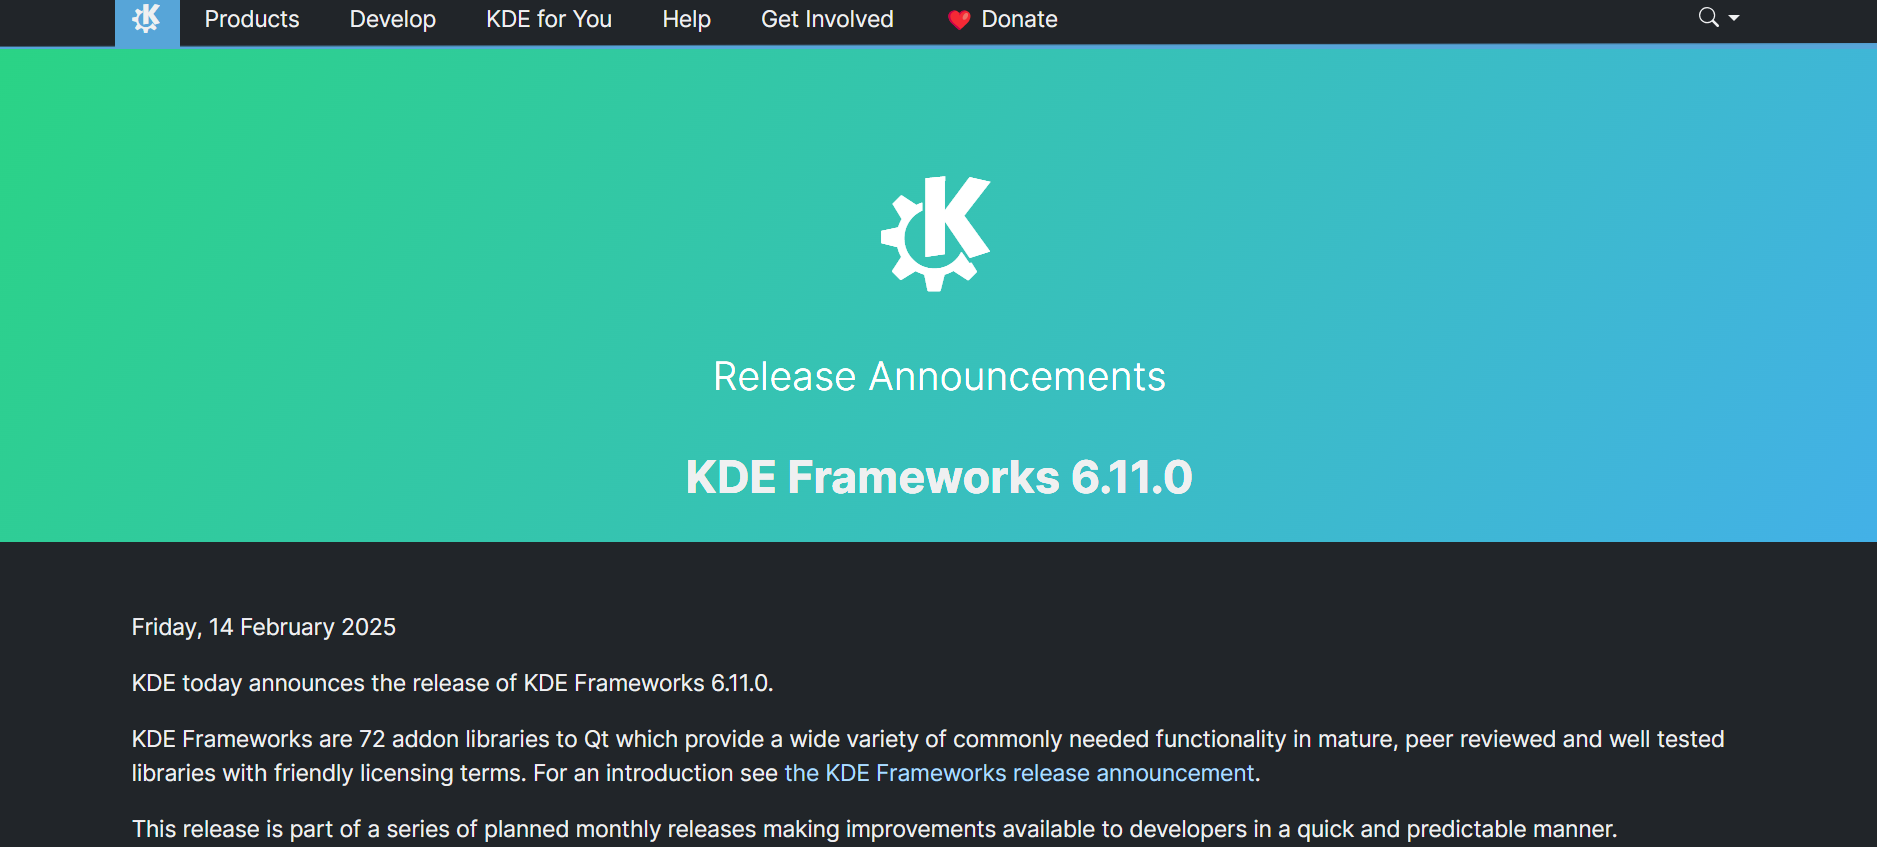 Products Develop KDE for You Help Get Involved Donate
Release Announcements
KDE Frameworks 6.11.0
Friday, 14 February 2025
KDE today announces the release of KDE Frameworks 6.11.0.
KDE Frameworks are 72 addon libraries to Qt which provide a wide variety of commonly needed functionality in mature, peer reviewed and well tested
libraries with friendly licensing terms. For an introduction see the KDE Frameworks release announcement.
This release is part of a series of planned monthly releases making improvements available to developers in a quick and predictable manner.